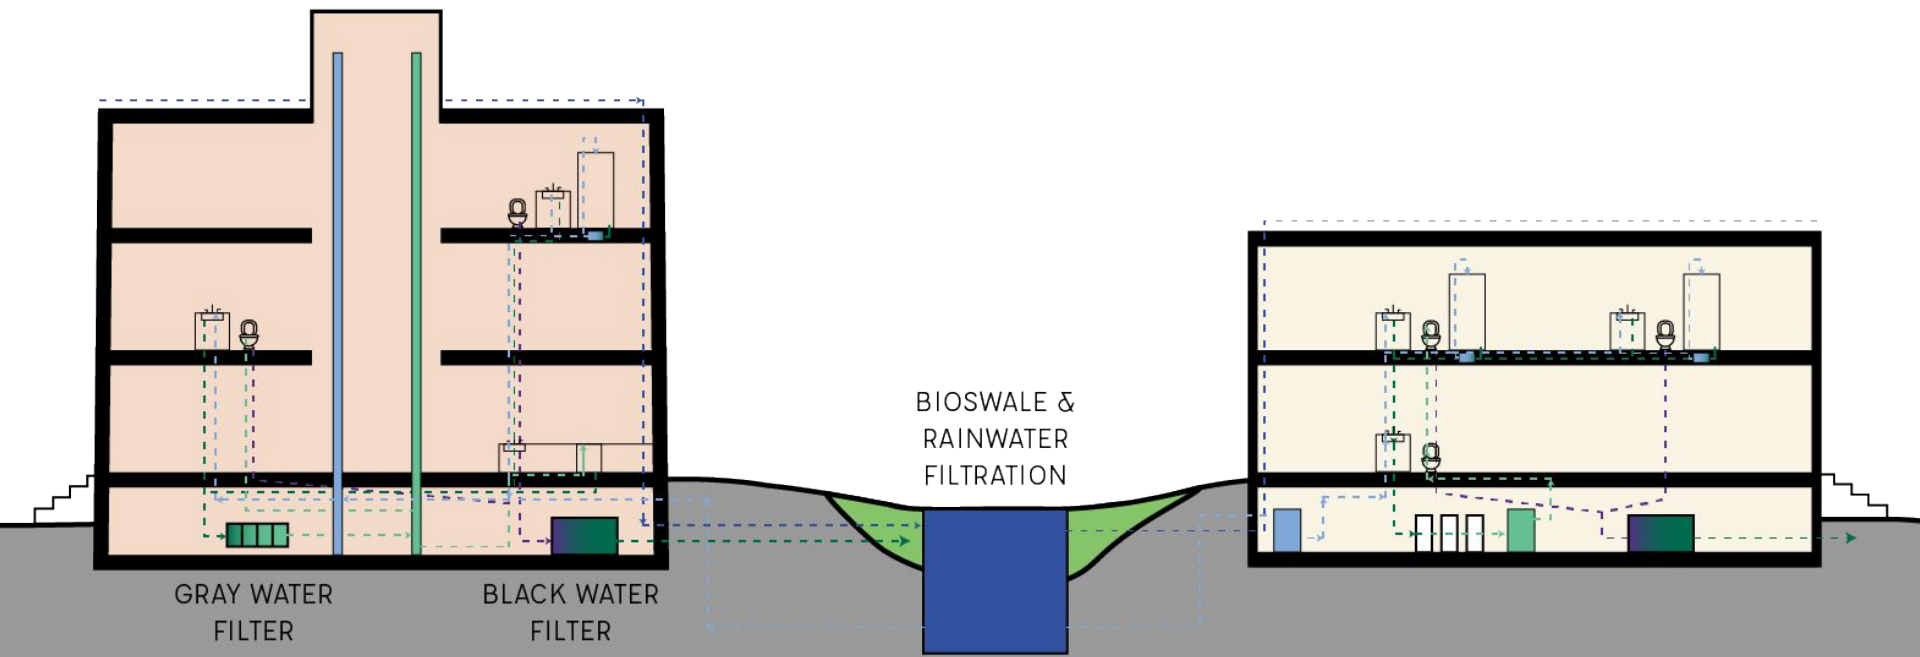 BIOSWALE &
RAINWATER
FILTRATION
GRAY WATER
FILTER
BLACK WATER
FILTER